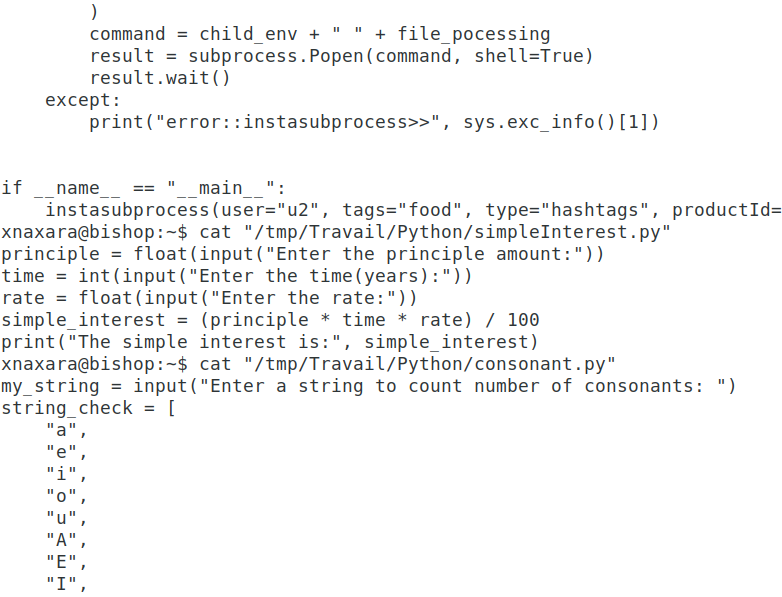 )
        command = child_env + " " + file_pocessing
        result = subprocess.Popen(command, shell=True)
        result.wait()
    except:
        print("error::instasubprocess>>", sys.exc_info()[1])


if __name__ == "__main__":
    instasubprocess(user="u2", tags="food", type="hashtags", productId=
xnaxara@bishop:~$ cat "/tmp/Travail/Python/simpleInterest.py"
principle = float(input("Enter the principle amount:"))
time = int(input("Enter the time(years):"))
rate = float(input("Enter the rate:"))
simple_interest = (principle * time * rate) / 100
print("The simple interest is:", simple_interest)
xnaxara@bishop:~$ cat "/tmp/Travail/Python/consonant.py"
my_string = input("Enter a string to count number of consonants: ")
string_check = [
    "a",
    "e",
    "i",
    "o",
    "u",
    "A",
    "E",
    "I",